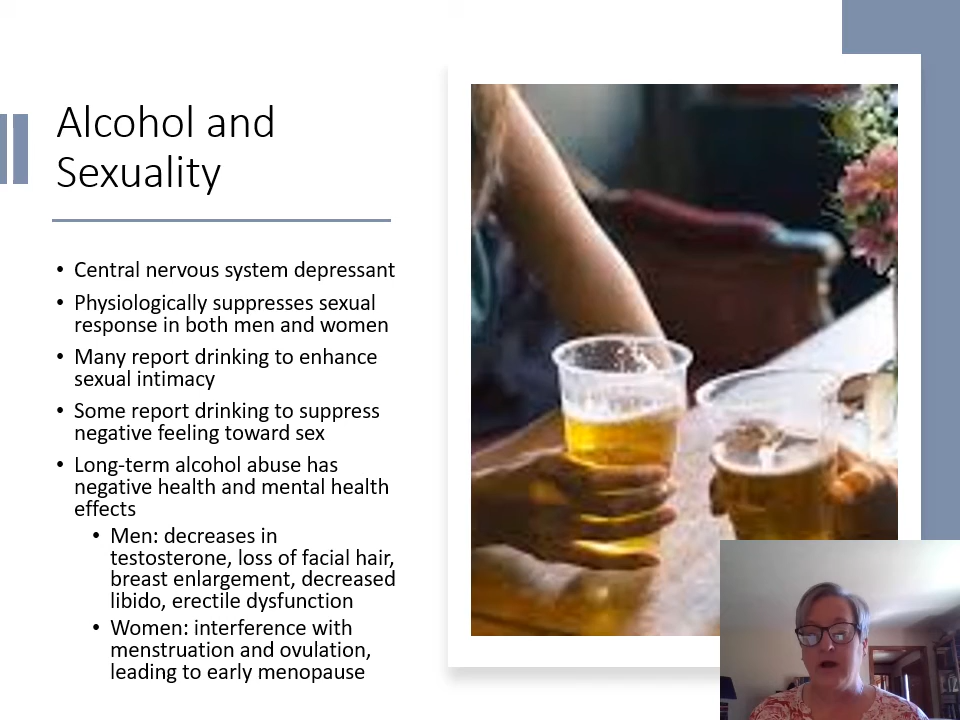 Alcohol and
Sexuality
• Central nervous system depressant
• Physiologically suppresses sexual
response in both men and women
• Many report drinking to enhance
sexual intimacy
• Some report drinking to suppress
negative feeling toward sex
• Long-term alcohol abuse has
negative health and mental health
effects
• Men: decreases in
testosterone, loss of facial hair,
breast enlargement, decreased
libido, erectile dysfunction
• Women: interference with
menstruation and ovulation,
leading to early menopause